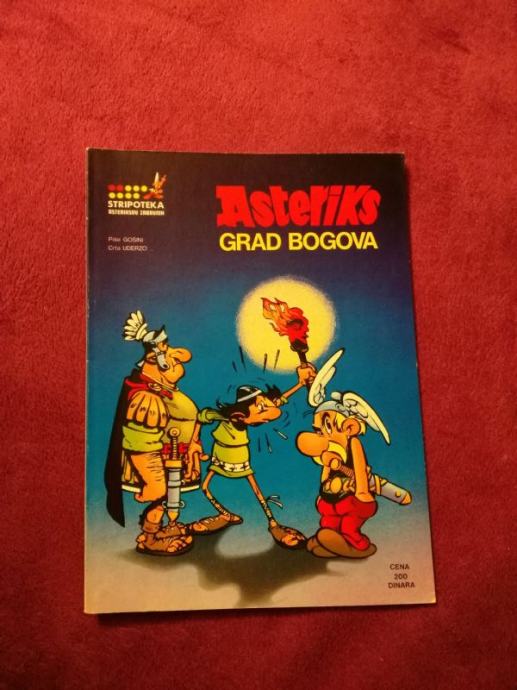 STRIPOTEKA
ASTERIKSOV ZABAVNIK
Piše GOSINI
Crta UDERZO
Asteriks
GRAD BOGOVA
CENA
200
DINARA